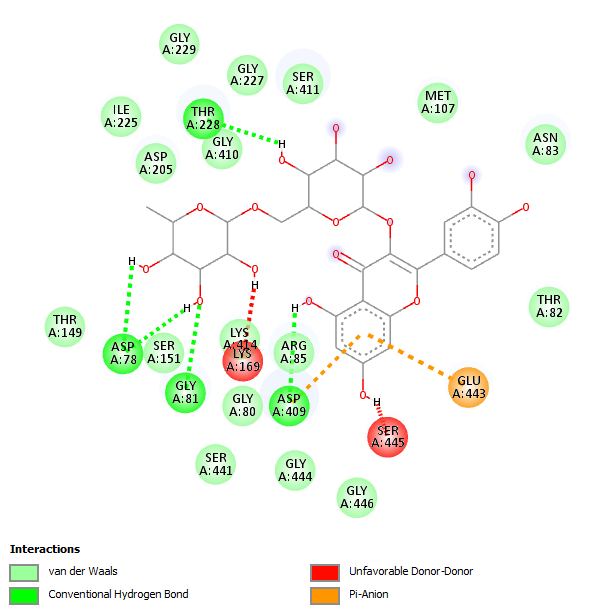 GLY
A:229
GLY
A:227
SER
A:411
MET
A:107
ILE
A:225
THR
A:228
GLY
A:410
ASP
A:205
ASN
A:83
H
O
O
O
O
O
O
O
O
O
O
H
O
O
H
O
H
O
H
O
O
H
O
THR
A:149
ASP
A:78
SER
A:151
GLY
A:81
LYS
A:414
LYS
A:169
ARG
A:85
THR
A:82
GLY
A:80
ASP
A:409
GLU
A:443
O
H
SER
A:445
SER
A:441
GLY
A:444
GLY
A:446
Interactions
van der Waals
Conventional Hydrogen Bond
Unfavorable Donor-Donor
Pi-Anion